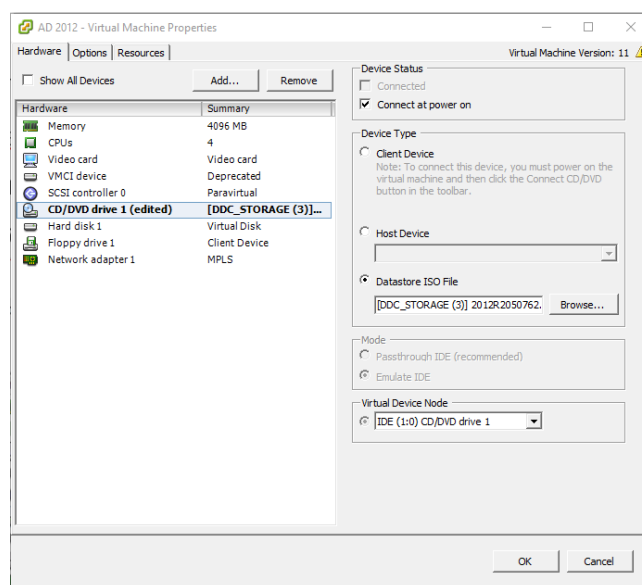 AD 2012 - Virtual Machine Properties
Hardware Options Resources
Virtual Machine Version: 11
Show All Devices
Add...
Remove
Hardware Summary
Memory 4096 MB
CPUs 4
Video card Video card
VMCI device Deprecated
SCSI controller 0 Paravirtual
CD/DVD drive 1 (edited) [DDC_STORAGE (3)]...
Hard disk 1 Virtual Disk
Floppy drive 1 Client Device
Network adapter 1 MPLS
Device Status
Connected
Connect at power on
Device Type
Client Device
Note: To connect this device, you must power on the
virtual machine and then click the Connect CD/DVD
button in the toolbar.
Host Device
Datastore ISO File
[DDC_STORAGE (3)] 2012R2050762.
Browse...
Mode
Passthrough IDE (recommended)
Emulate IDE
Virtual Device Node
IDE (1:0) CD/DVD drive 1
OK
Cancel